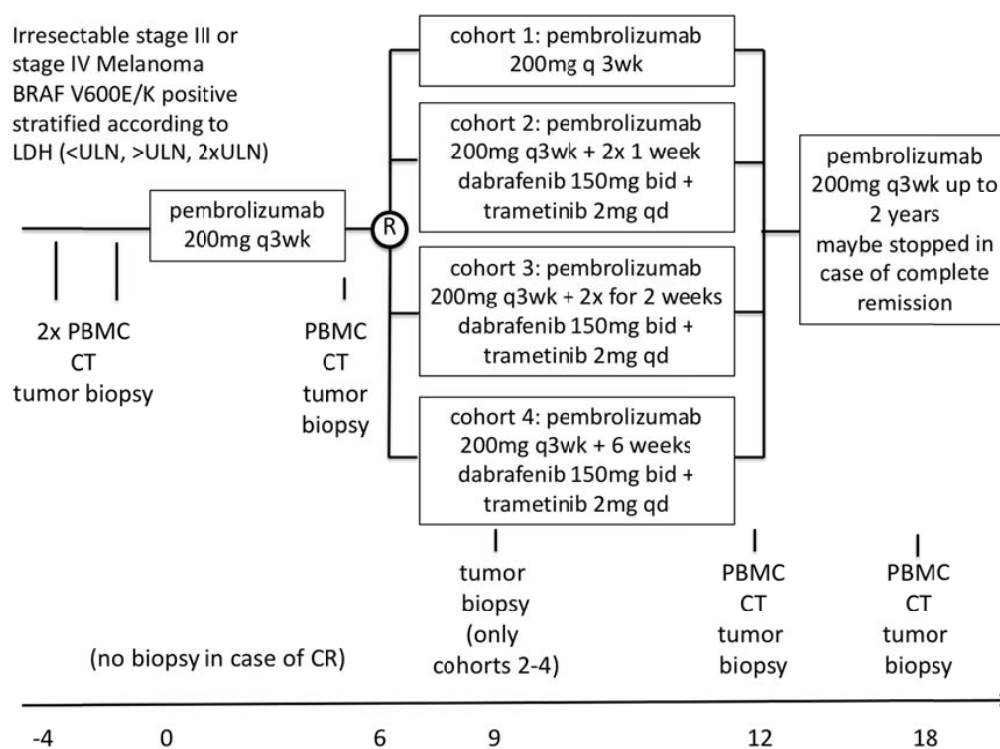 Irresectable stage III or
stage IV Melanoma
BRAF V600E/K positive
stratified according to
LDH (<ULN, >ULN, 2xULN)
pembrolizumab
200mg q3wk
R
cohort 1: pembrolizumab
200mg q 3wk
cohort 2: pembrolizumab
200mg q3wk + 2x 1 week
dabrafenib 150mg bid +
trametinib 2mg qd
cohort 3: pembrolizumab
200mg q3wk + 2x for 2 weeks
dabrafenib 150mg bid +
trametinib 2mg qd
cohort 4: pembrolizumab
200mg q3wk + 6 weeks
dabrafenib 150mg bid +
trametinib 2mg qd
pembrolizumab
200mg q3wk up to
2 years
maybe stopped in
case of complete
remission
2x PBMC
CT
tumor biopsy
PBMC
CT
tumor
biopsy
tumor
biopsy
(only
cohorts 2-4)
PBMC
CT
tumor
biopsy
PBMC
CT
tumor
biopsy
(no biopsy in case of CR)
-4 0 6 9 12 18